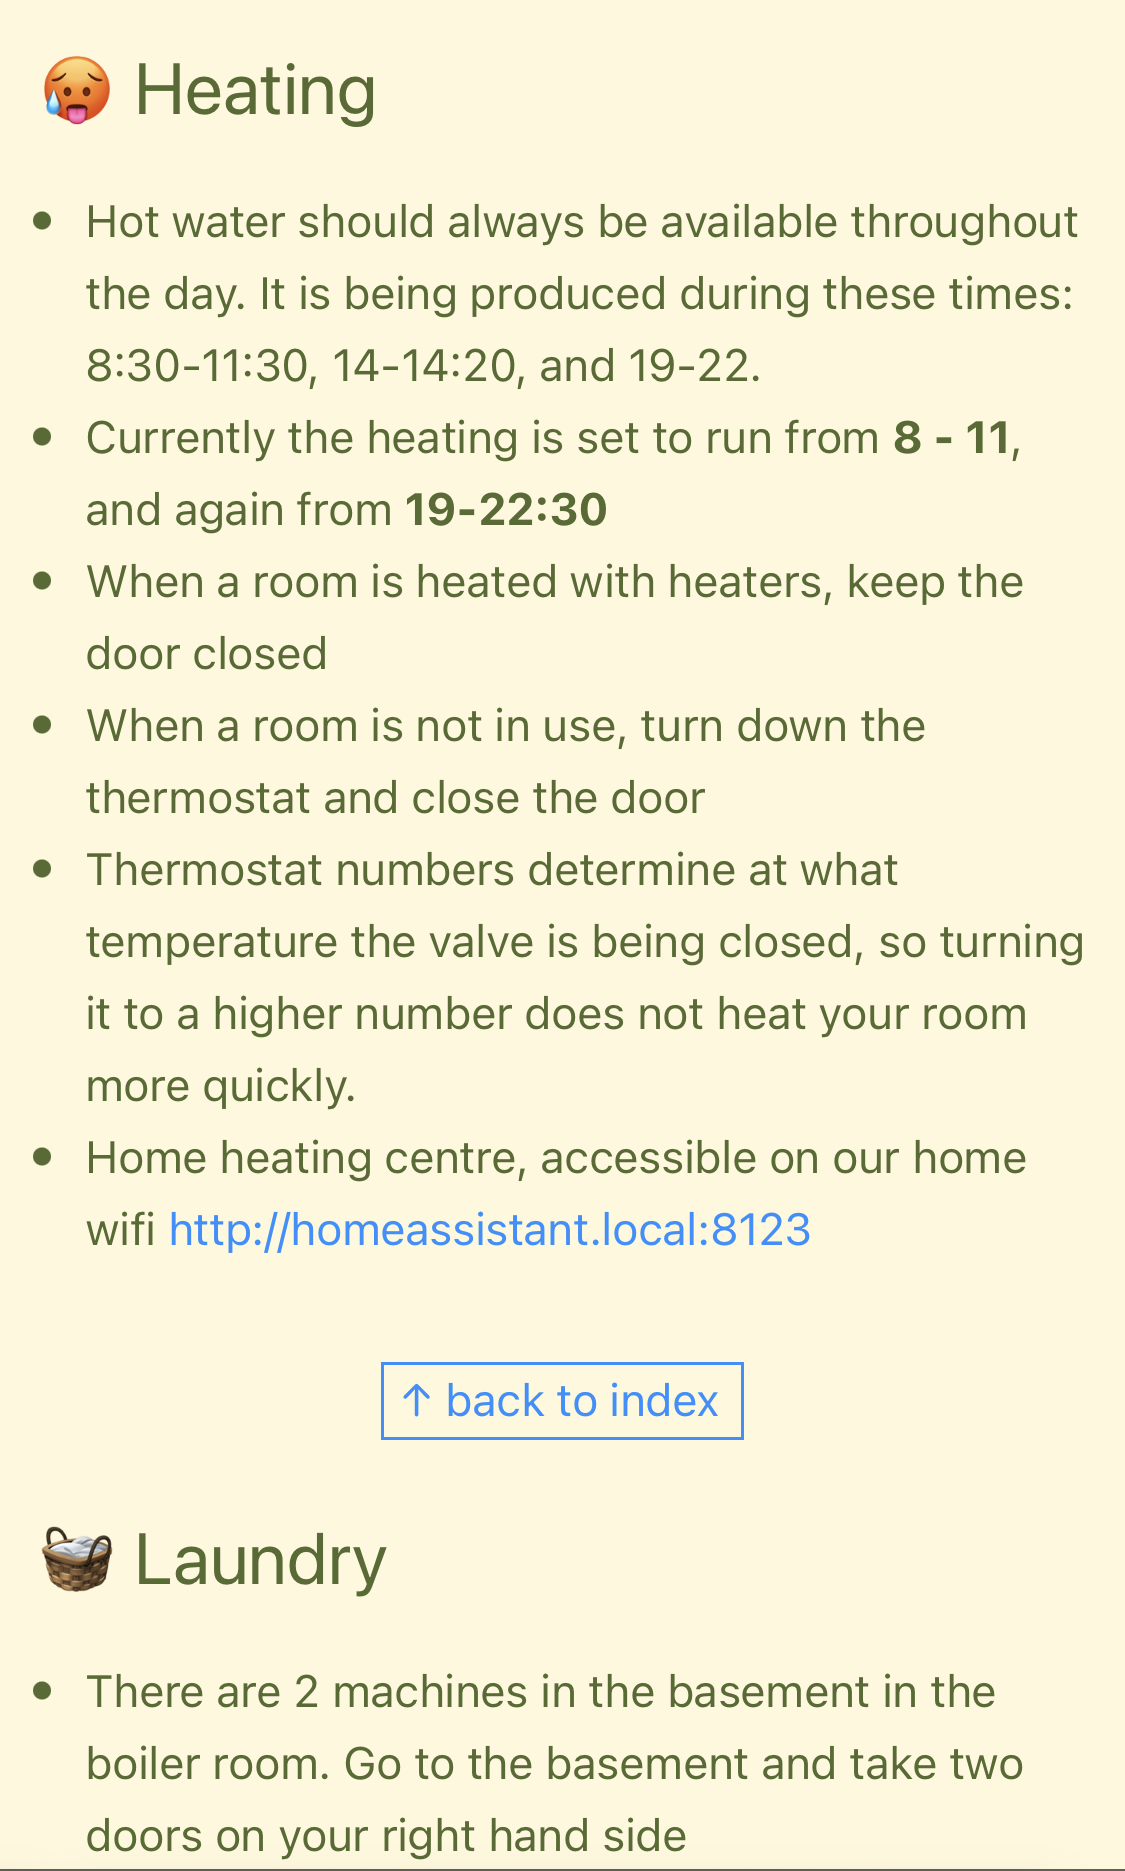 🥵 Heating
• Hot water should always be available throughout
the day. It is being produced during these times:
8:30-11:30, 14-14:20, and 19-22.
• Currently the heating is set to run from 8 - 11,
and again from 19-22:30
• When a room is heated with heaters, keep the
door closed
• When a room is not in use, turn down the
thermostat and close the door
• Thermostat numbers determine at what
temperature the valve is being closed, so turning
it to a higher number does not heat your room
more quickly.
• Home heating centre, accessible on our home
wifi http://homeassistant.local:8123
↑ back to index
🧺 Laundry
• There are 2 machines in the basement in the
boiler room. Go to the basement and take two
doors on your right hand side